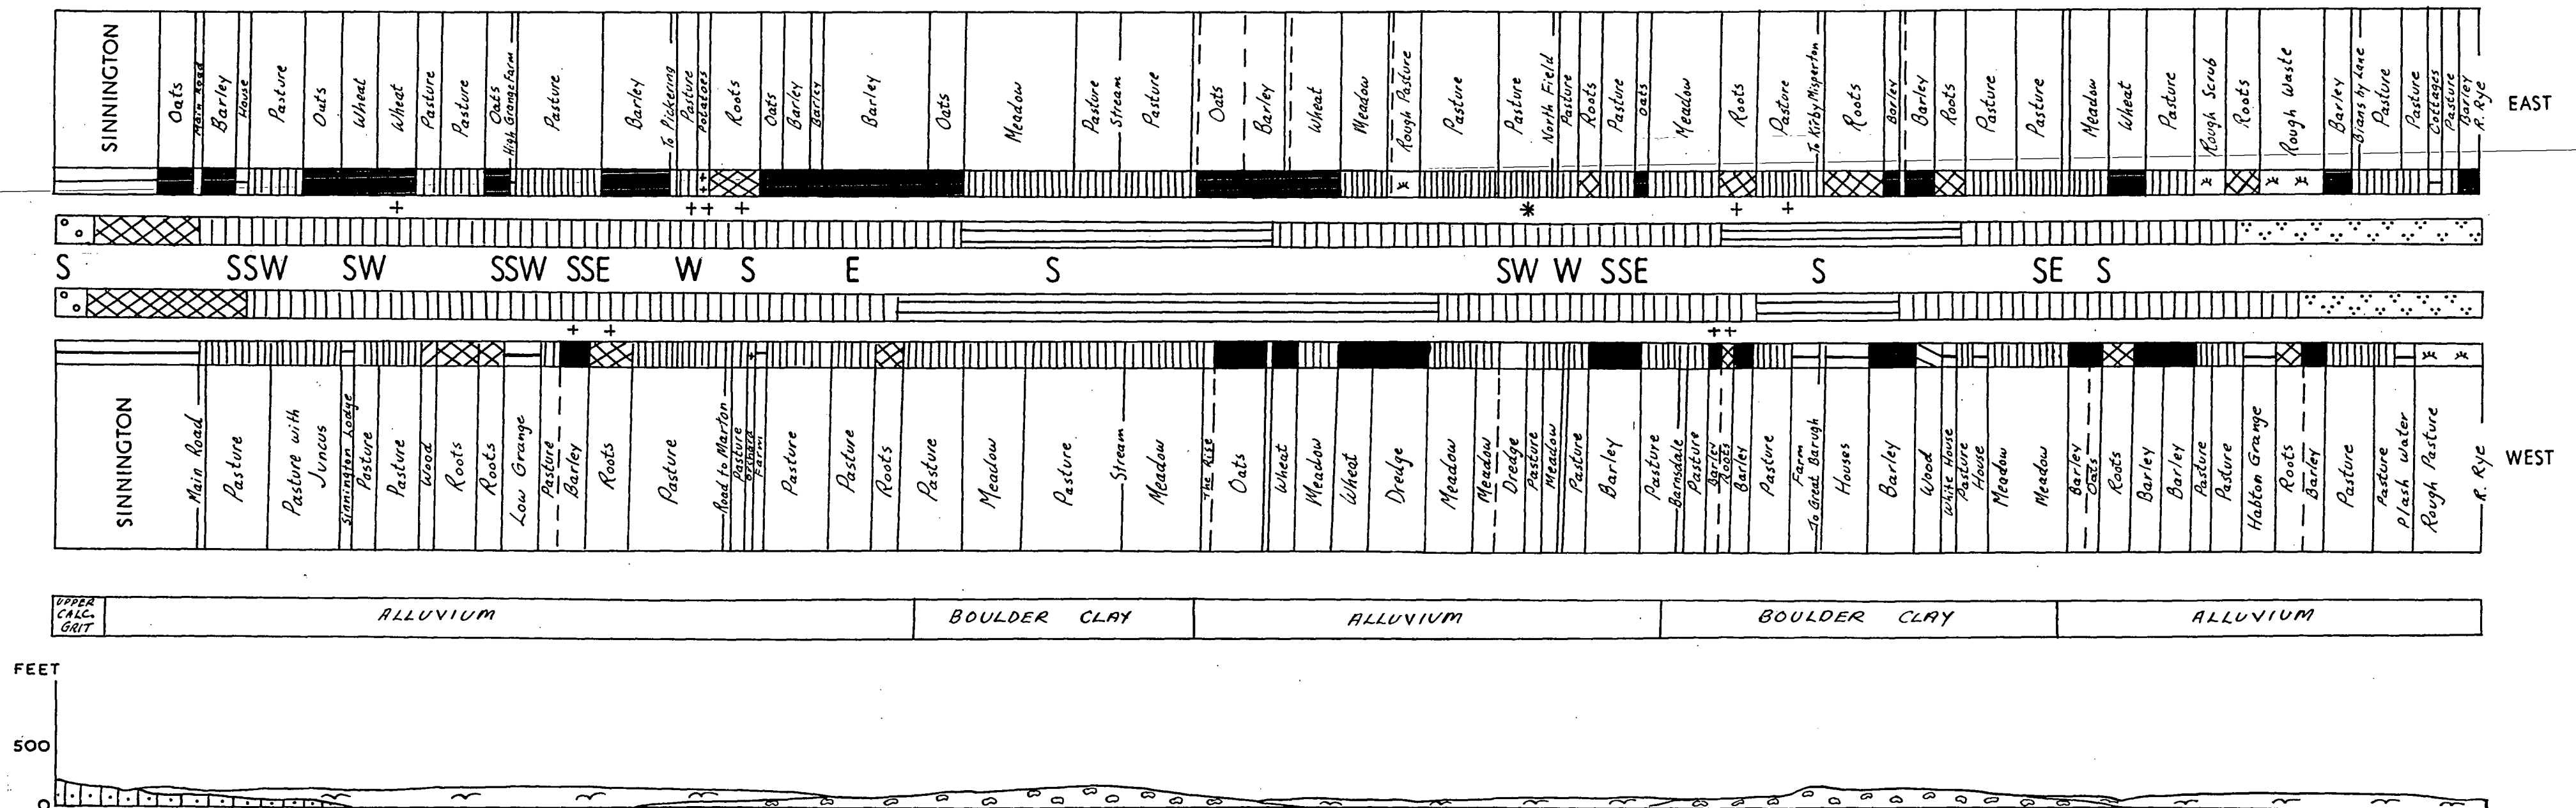 SINNINGTON
Oats
Main Road
Barley
House
Pasture
Oats
Wheat
Wheat
Pasture
Pasture
Oats
High Grange Farm
Pasture
Barley
To Pickering
Pasture
Potatoes
Roots
Oats
Barley
Barley
Barley
Oats
Meadow
Pasture
Stream
Pasture
Oats
Barley
Wheat
Meadow
Rough Pasture
Pasture
Pasture
North Field
Pasture
Roots
Pasture
Oats
Meadow
Roots
Pasture
To Kirby Misperton
Roots
Barley
Barley
Roots
Pasture
Pasture
Meadow
Wheat
Pasture
Rough Scrub
Roots
Rough Waste
Barley
Bians by Lane
Pasture
Pasture
Cottages
Pasture
Barley
R. Rye
EAST
S SSW SW SSW SSE W S E S SW W SSE S SE S
SINNINGTON
Main Road
Pasture
Pasture with
Juncus
Sinnington Lodge
Pasture
Pasture
Wood
Roots
Roots
Low Grange
Pasture
Barley
Roots
Pasture
Road to Marton
Pasture
Orchard
Farm
Pasture
Pasture
Roots
Pasture
Meadow
Pasture
Stream
Meadow
The Rise
Oats
Wheat
Meadow
Wheat
Dredge
Meadow
Meadow
Dredge
Pasture
Meadow
Pasture
Barley
Pasture
Barnsdale
Pasture
Barley
Roots
Barley
Pasture
Farm
To Great Barugh
Houses
Barley
Wood
White House
Pasture
House
Meadow
Meadow
Barley
Oats
Roots
Barley
Barley
Pasture
Pasture
Habton Grange
Roots
Barley
Pasture
Pasture
Plash Water
Rough Pasture
R. Rye
WEST
UPPER
CALC.
GRIT
ALLUVIUM
BOULDER CLAY
ALLUVIUM
BOULDER CLAY
ALLUVIUM
FEET
500
0